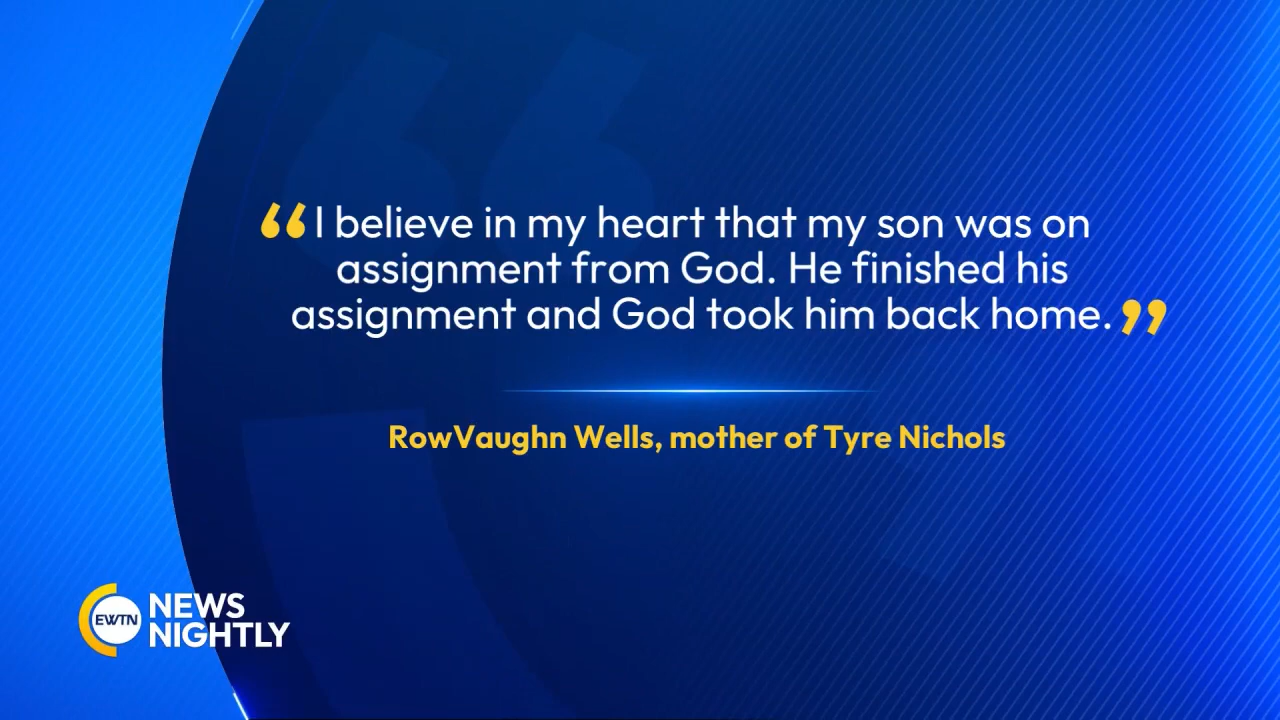 “I believe in my heart that my son was on
assignment from God. He finished his
assignment and God took him back home.”
RowVaughn Wells, mother of Tyre Nichols
EWTN
NEWS
NIGHTLY